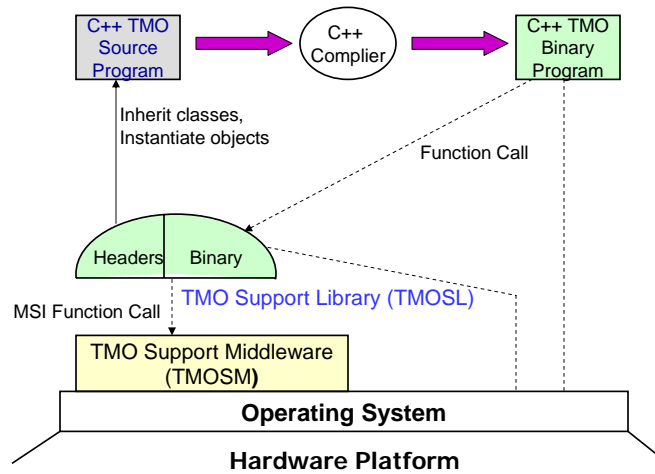 C++ TMO
Source
Program
C++
Complier
C++ TMO
Binary
Program
Inherit classes,
Instantiate objects
Function Call
Headers
Binary
MSI Function Call
TMO Support Library (TMOSL)
TMO Support Middleware
(TMOSM)
Operating System
Hardware Platform